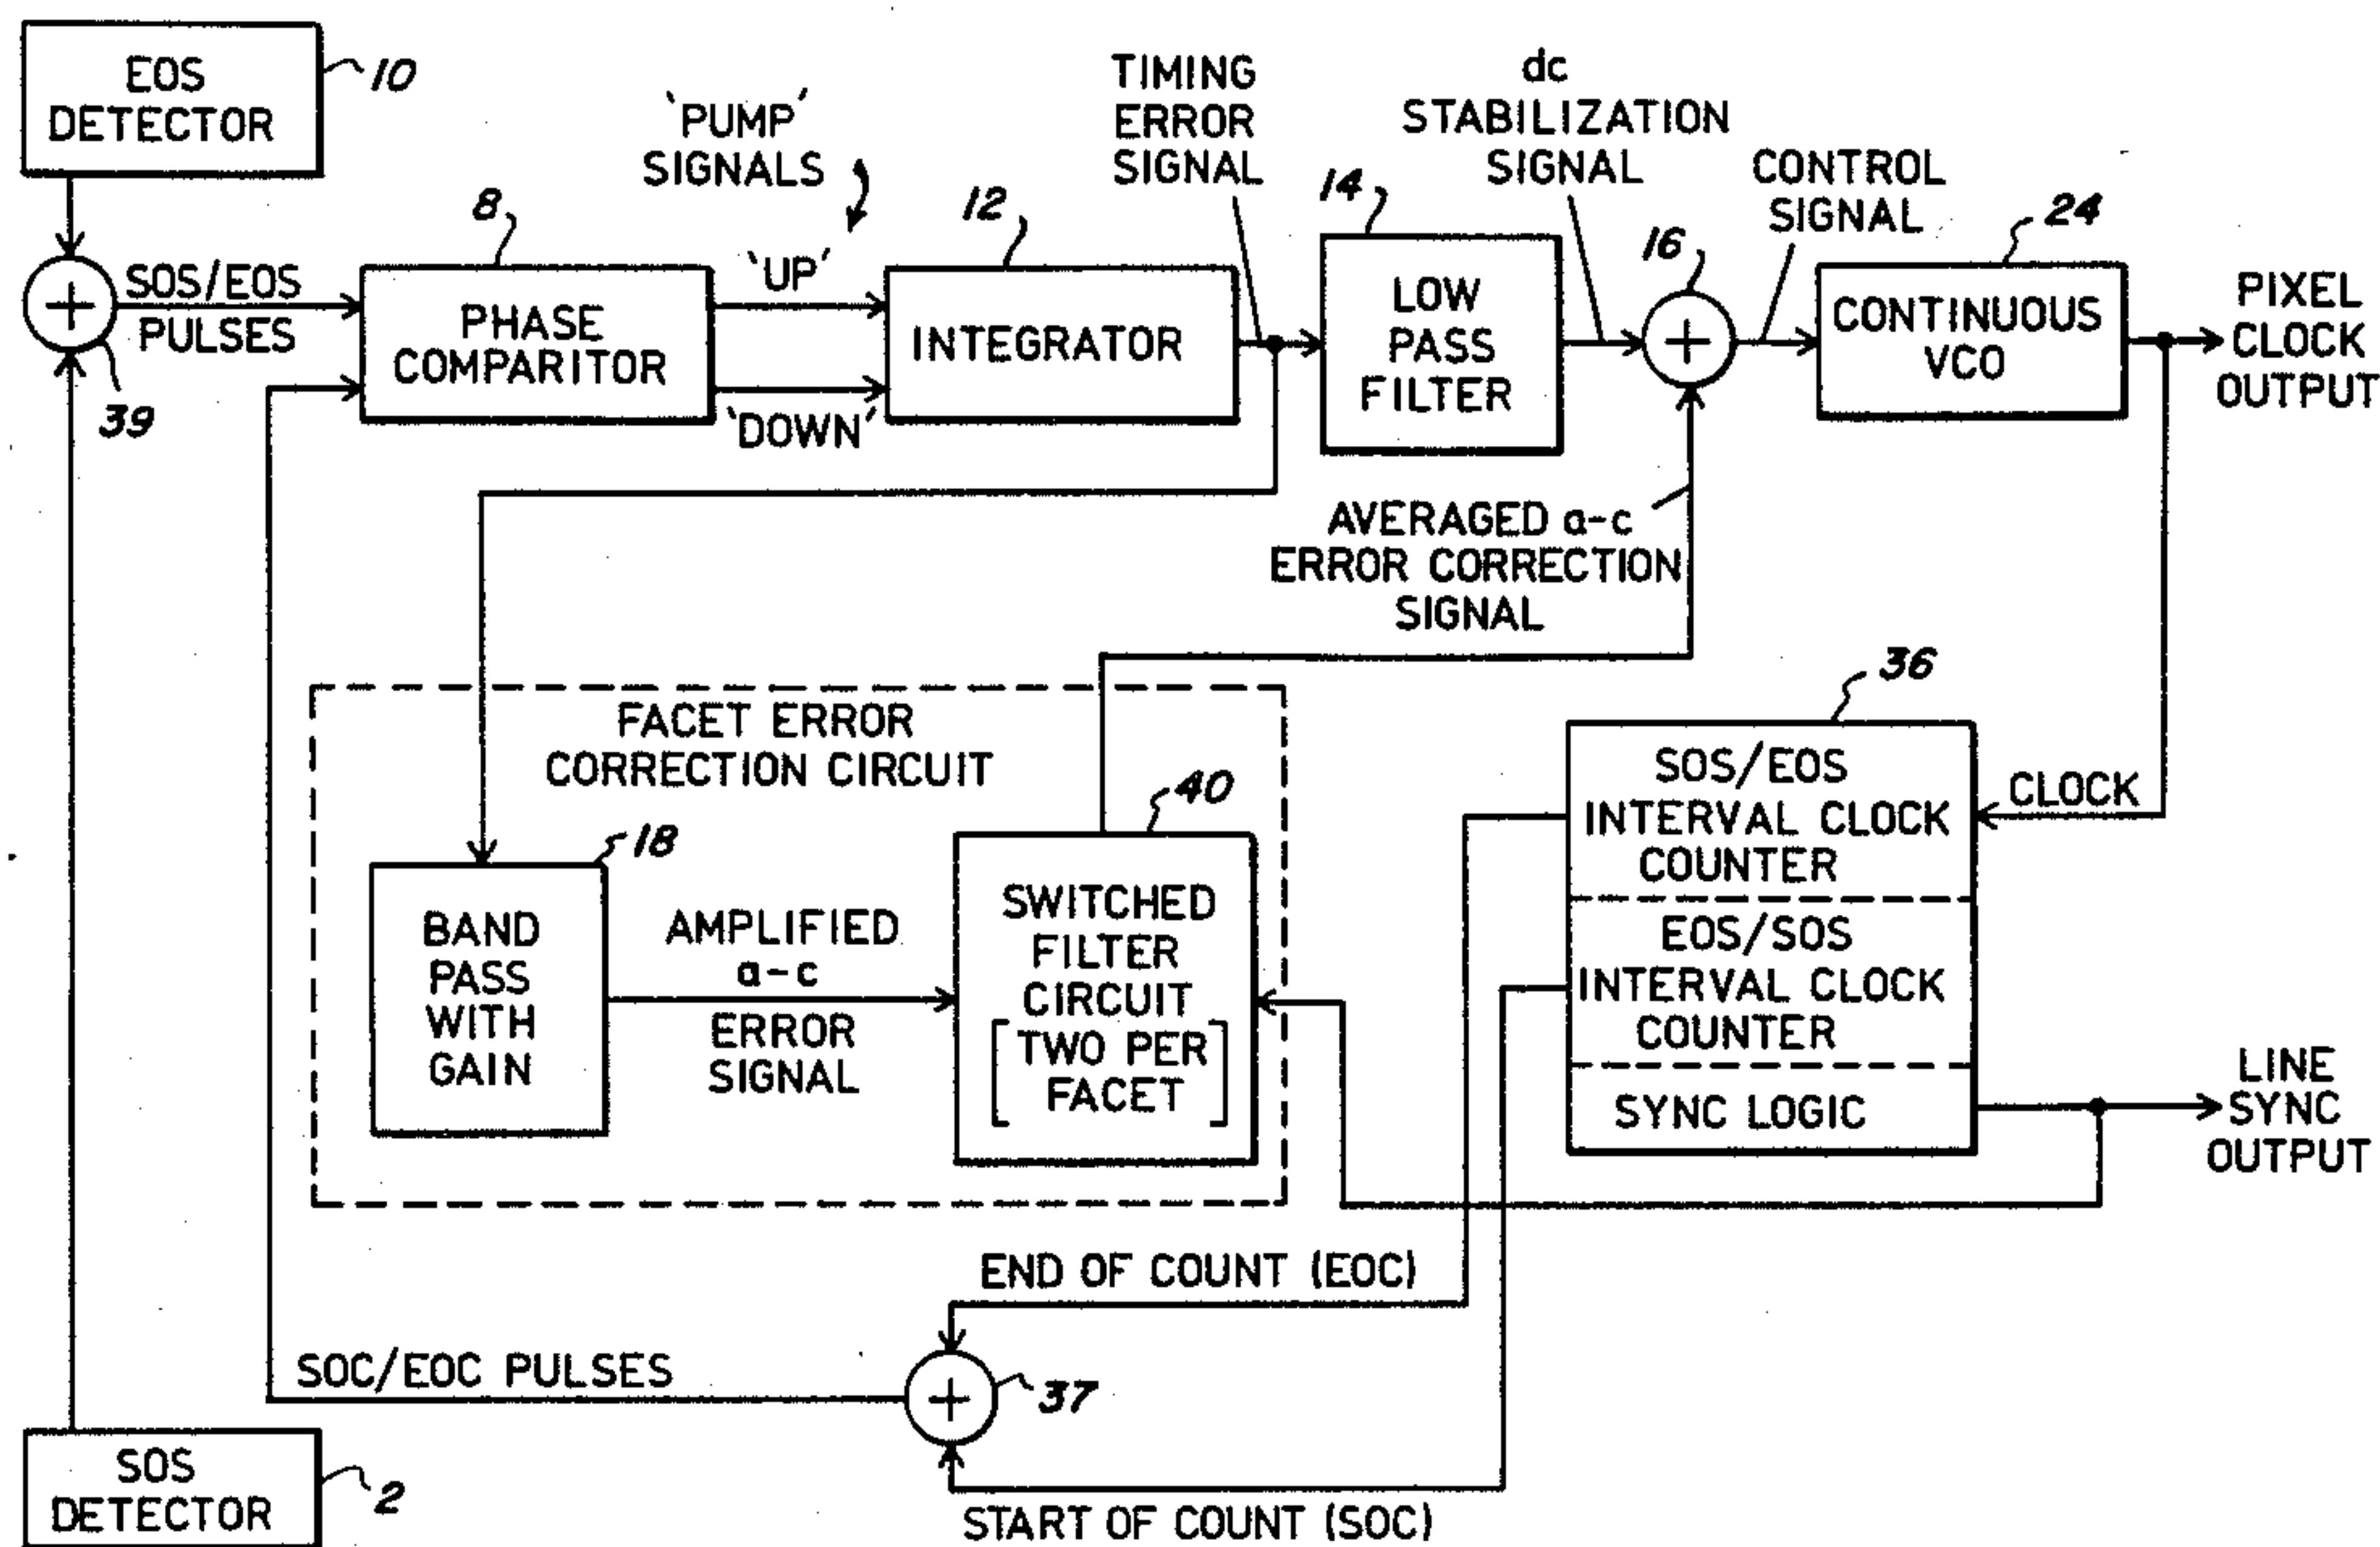 EOS
DETECTOR
10
'PUMP'
SIGNALS
TIMING
ERROR
SIGNAL
dc
STABILIZATION
SIGNAL
CONTROL
SIGNAL
8
12
14
16
24
SOS/EOS
PULSES
39
PHASE
COMPARITOR
'UP'
'DOWN'
INTEGRATOR
LOW
PASS
FILTER
CONTINUOUS
VCO
PIXEL
CLOCK
OUTPUT
AVERAGED a-c
ERROR CORRECTION
SIGNAL
36
FACET ERROR
CORRECTION CIRCUIT
18
BAND
PASS
WITH
GAIN
AMPLIFIED
a-c
ERROR
SIGNAL
40
SWITCHED
FILTER
CIRCUIT
[TWO PER
FACET]
SOS/EOS
INTERVAL CLOCK
COUNTER
EOS/SOS
INTERVAL CLOCK
COUNTER
SYNC LOGIC
CLOCK
LINE
SYNC
OUTPUT
END OF COUNT (EOC)
SOC/EOC PULSES
37
START OF COUNT (SOC)
SOS
DETECTOR
2